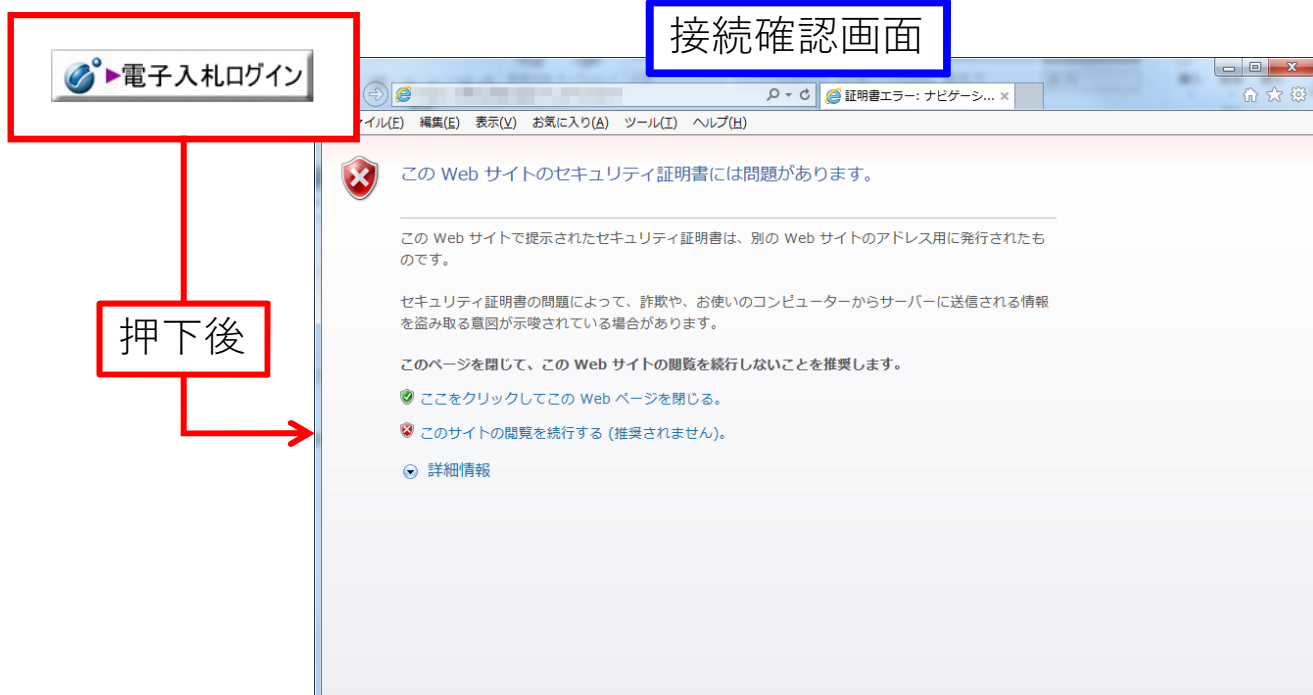 接続確認画面
▶電子入札ログイン
証明書エラー: ナビゲーシ... ×
編集(E) 表示(V) お気に入り(A) ツール(T) ヘルプ(H)
この Web サイトのセキュリティ証明書には問題があります。
この Web サイトで提示されたセキュリティ証明書は、別の Web サイトのアドレス用に発行されたも
のです。
セキュリティ証明書の問題によって、詐欺や、お使いのコンピューターからサーバーに送信される情報
を盗み取る意図が示唆されている場合があります。
押下後
このページを閉じて、この Web サイトの閲覧を続行しないことを推奨します。
ここをクリックしてこの Web ページを閉じる。
このサイトの閲覧を続行する (推奨されません)。
詳細情報